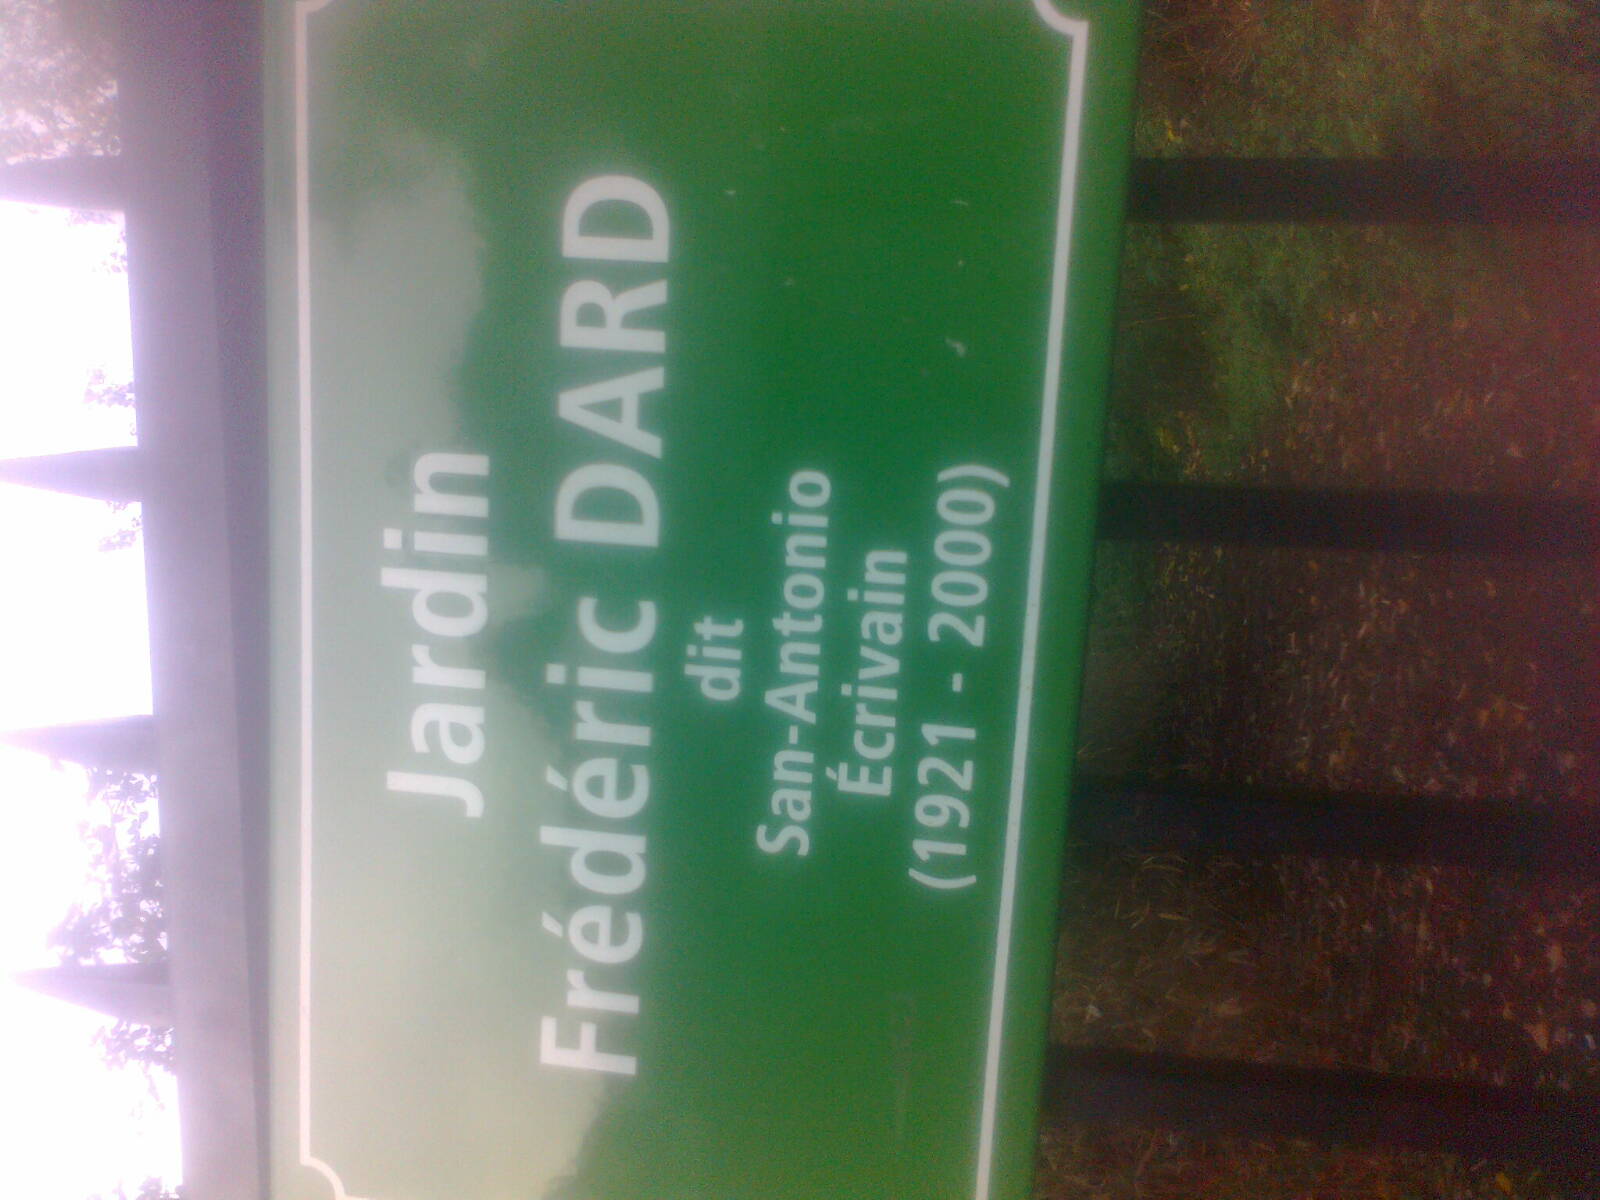 Jardin
Frédéric DARD
dit
San-Antonio
Écrivain
(1921 - 2000)